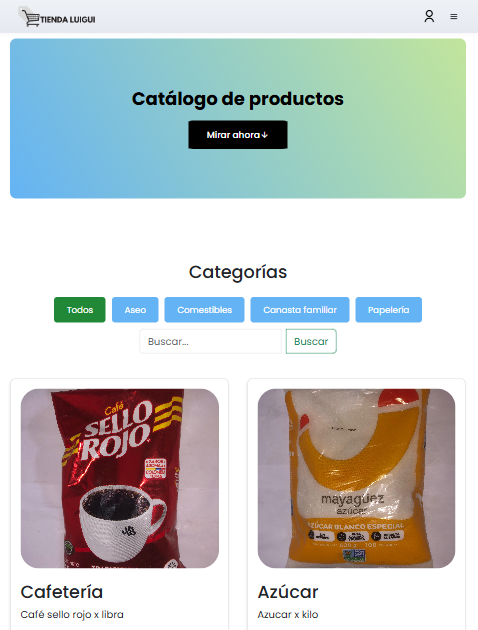 TIENDA LUIGUI
Catálogo de productos
Mirar ahora↓
Categorías
Todos Aseo Comestibles Canasta familiar Papelería
Buscar... Buscar
Café
SELLO
ROJO
mayagüez
azúcar
AZÚCAR BLANCO ESPECIAL
Cafetería Azúcar
Café sello rojo x libra Azucar x kilo